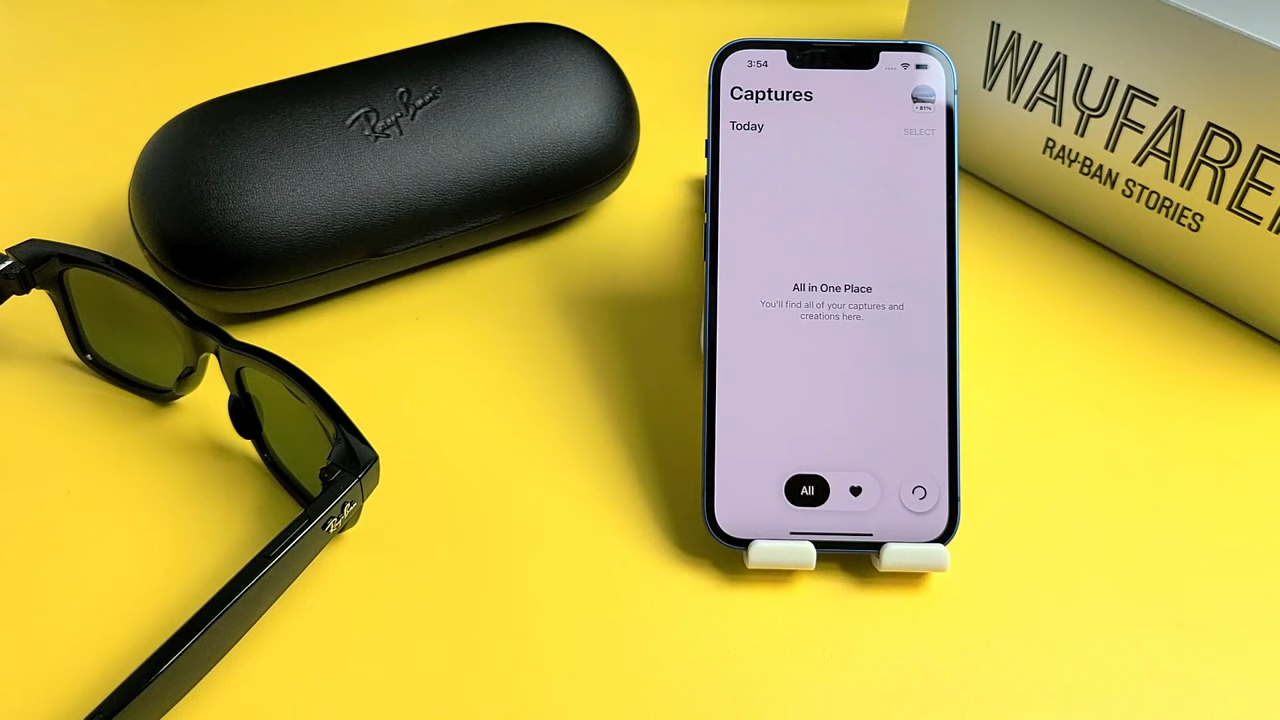 Ray-Ban
3:54
Captures
81%
Today
SELECT
All in One Place
You'll find all of your captures and
creations here.
All
WAYFARER
RAY-BAN STORIES
Ray-Ban